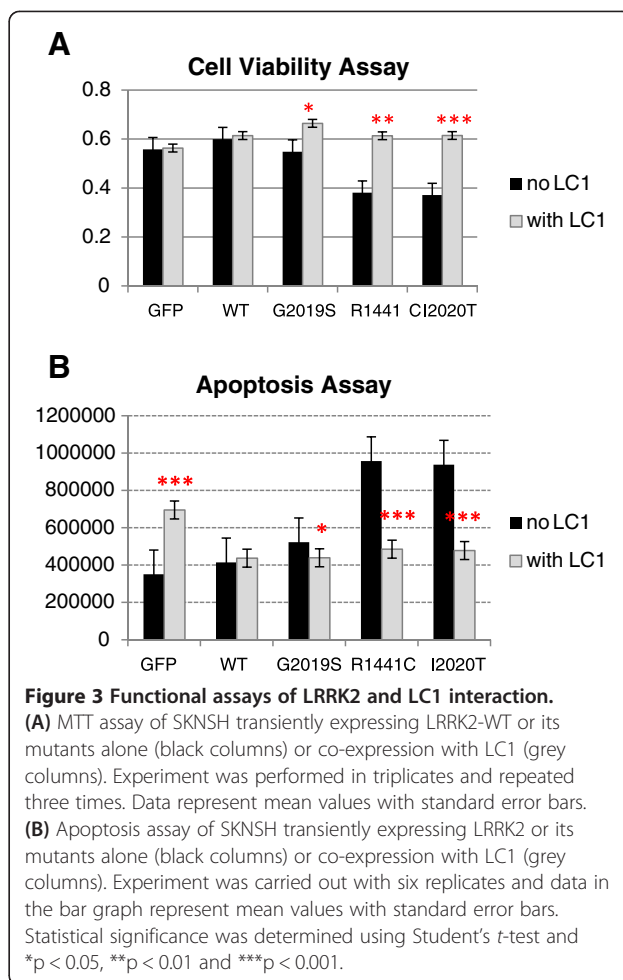 A
Cell Viability Assay
0.8
0.6
0.4
0.2
0
*
**
***
no LC1
with LC1
GFP WT G2019S R1441 CI2020T
B
Apoptosis Assay
1200000
1000000
800000
600000
400000
200000
0
***
*
***
***
no LC1
with LC1
GFP WT G2019S R1441C I2020T
Figure 3 Functional assays of LRRK2 and LC1 interaction.
(A) MTT assay of SKNSH transiently expressing LRRK2-WT or its
mutants alone (black columns) or co-expression with LC1 (grey
columns). Experiment was performed in triplicates and repeated
three times. Data represent mean values with standard error bars.
(B) Apoptosis assay of SKNSH transiently expressing LRRK2 or its
mutants alone (black columns) or co-expression with LC1 (grey
columns). Experiment was carried out with six replicates and data in
the bar graph represent mean values with standard error bars.
Statistical significance was determined using Student's t-test and
*p < 0.05, **p < 0.01 and ***p < 0.001.